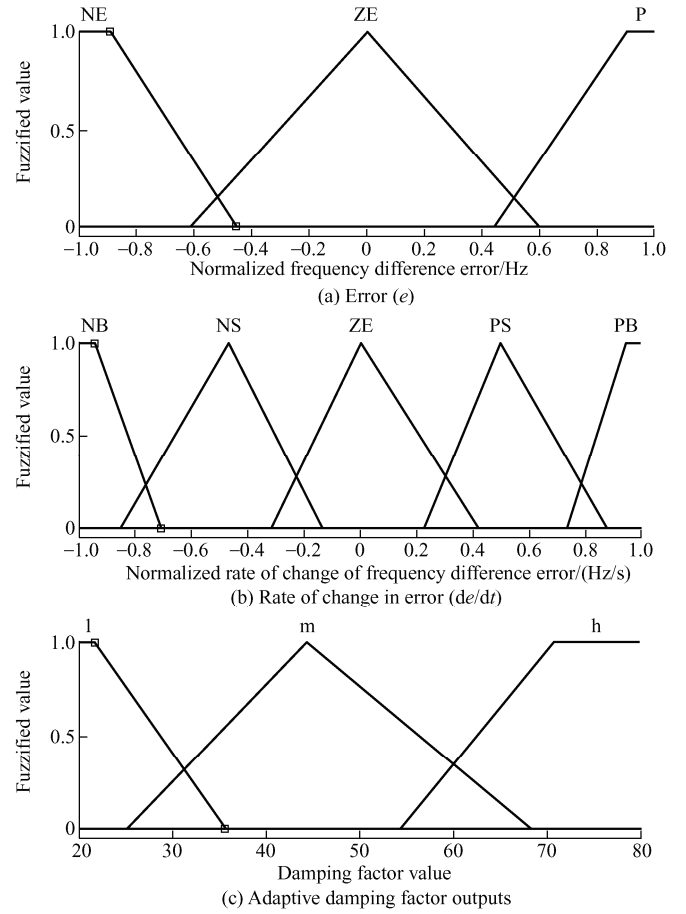 NE ZE P
1.0
0.5
0
Fuzzified value
−1.0 −0.8 −0.6 −0.4 −0.2 0 0.2 0.4 0.6 0.8 1.0
Normalized frequency difference error/Hz
(a) Error (e)
NB NS ZE PS PB
1.0
0.5
0
Fuzzified value
−1.0 −0.8 −0.6 −0.4 −0.2 0 0.2 0.4 0.6 0.8 1.0
Normalized rate of change of frequency difference error/(Hz/s)
(b) Rate of change in error (de/dt)
l m h
1.0
0.5
0
Fuzzified value
20 30 40 50 60 70 80
Damping factor value
(c) Adaptive damping factor outputs